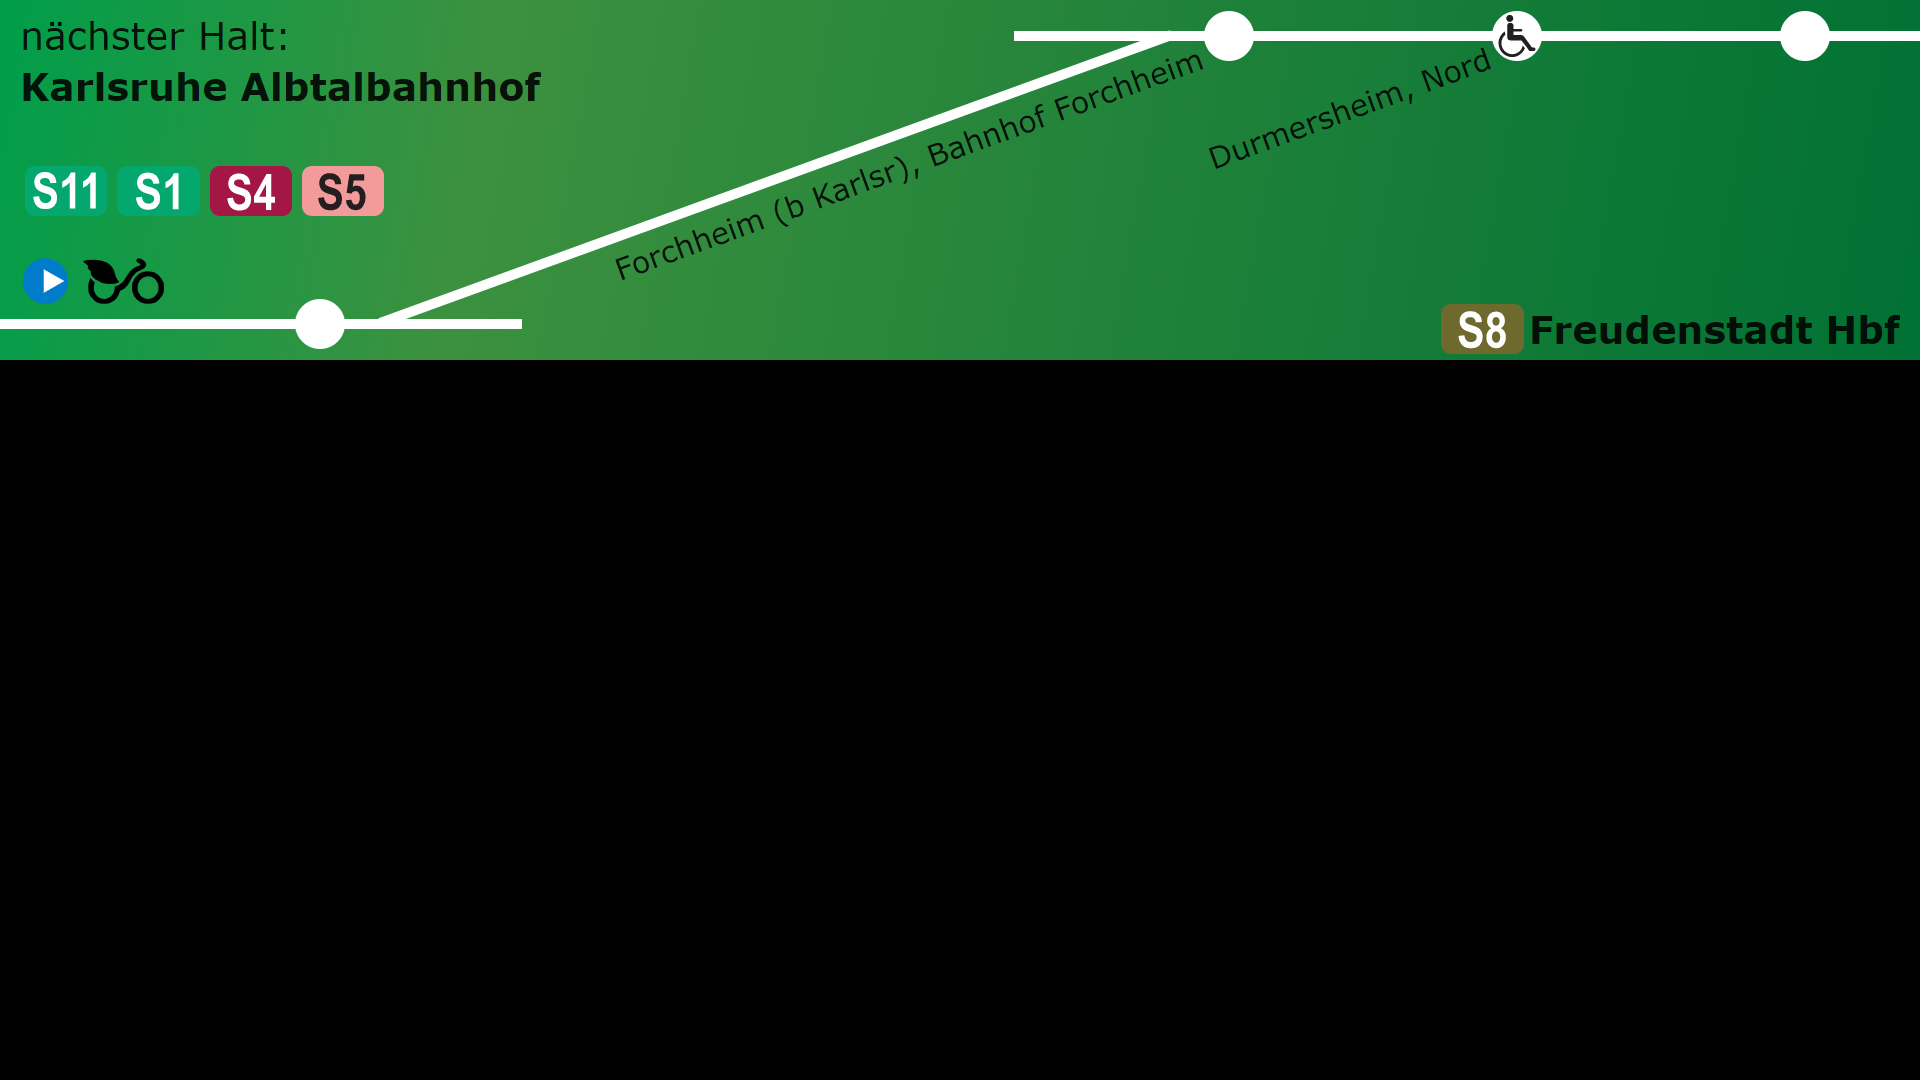 nächster Halt:
Karlsruhe Albtalbahnhof
S11 S1 S4 S5
Forchheim (b Karlsr), Bahnhof Forchheim
Durmersheim, Nord
S8 Freudenstadt Hbf